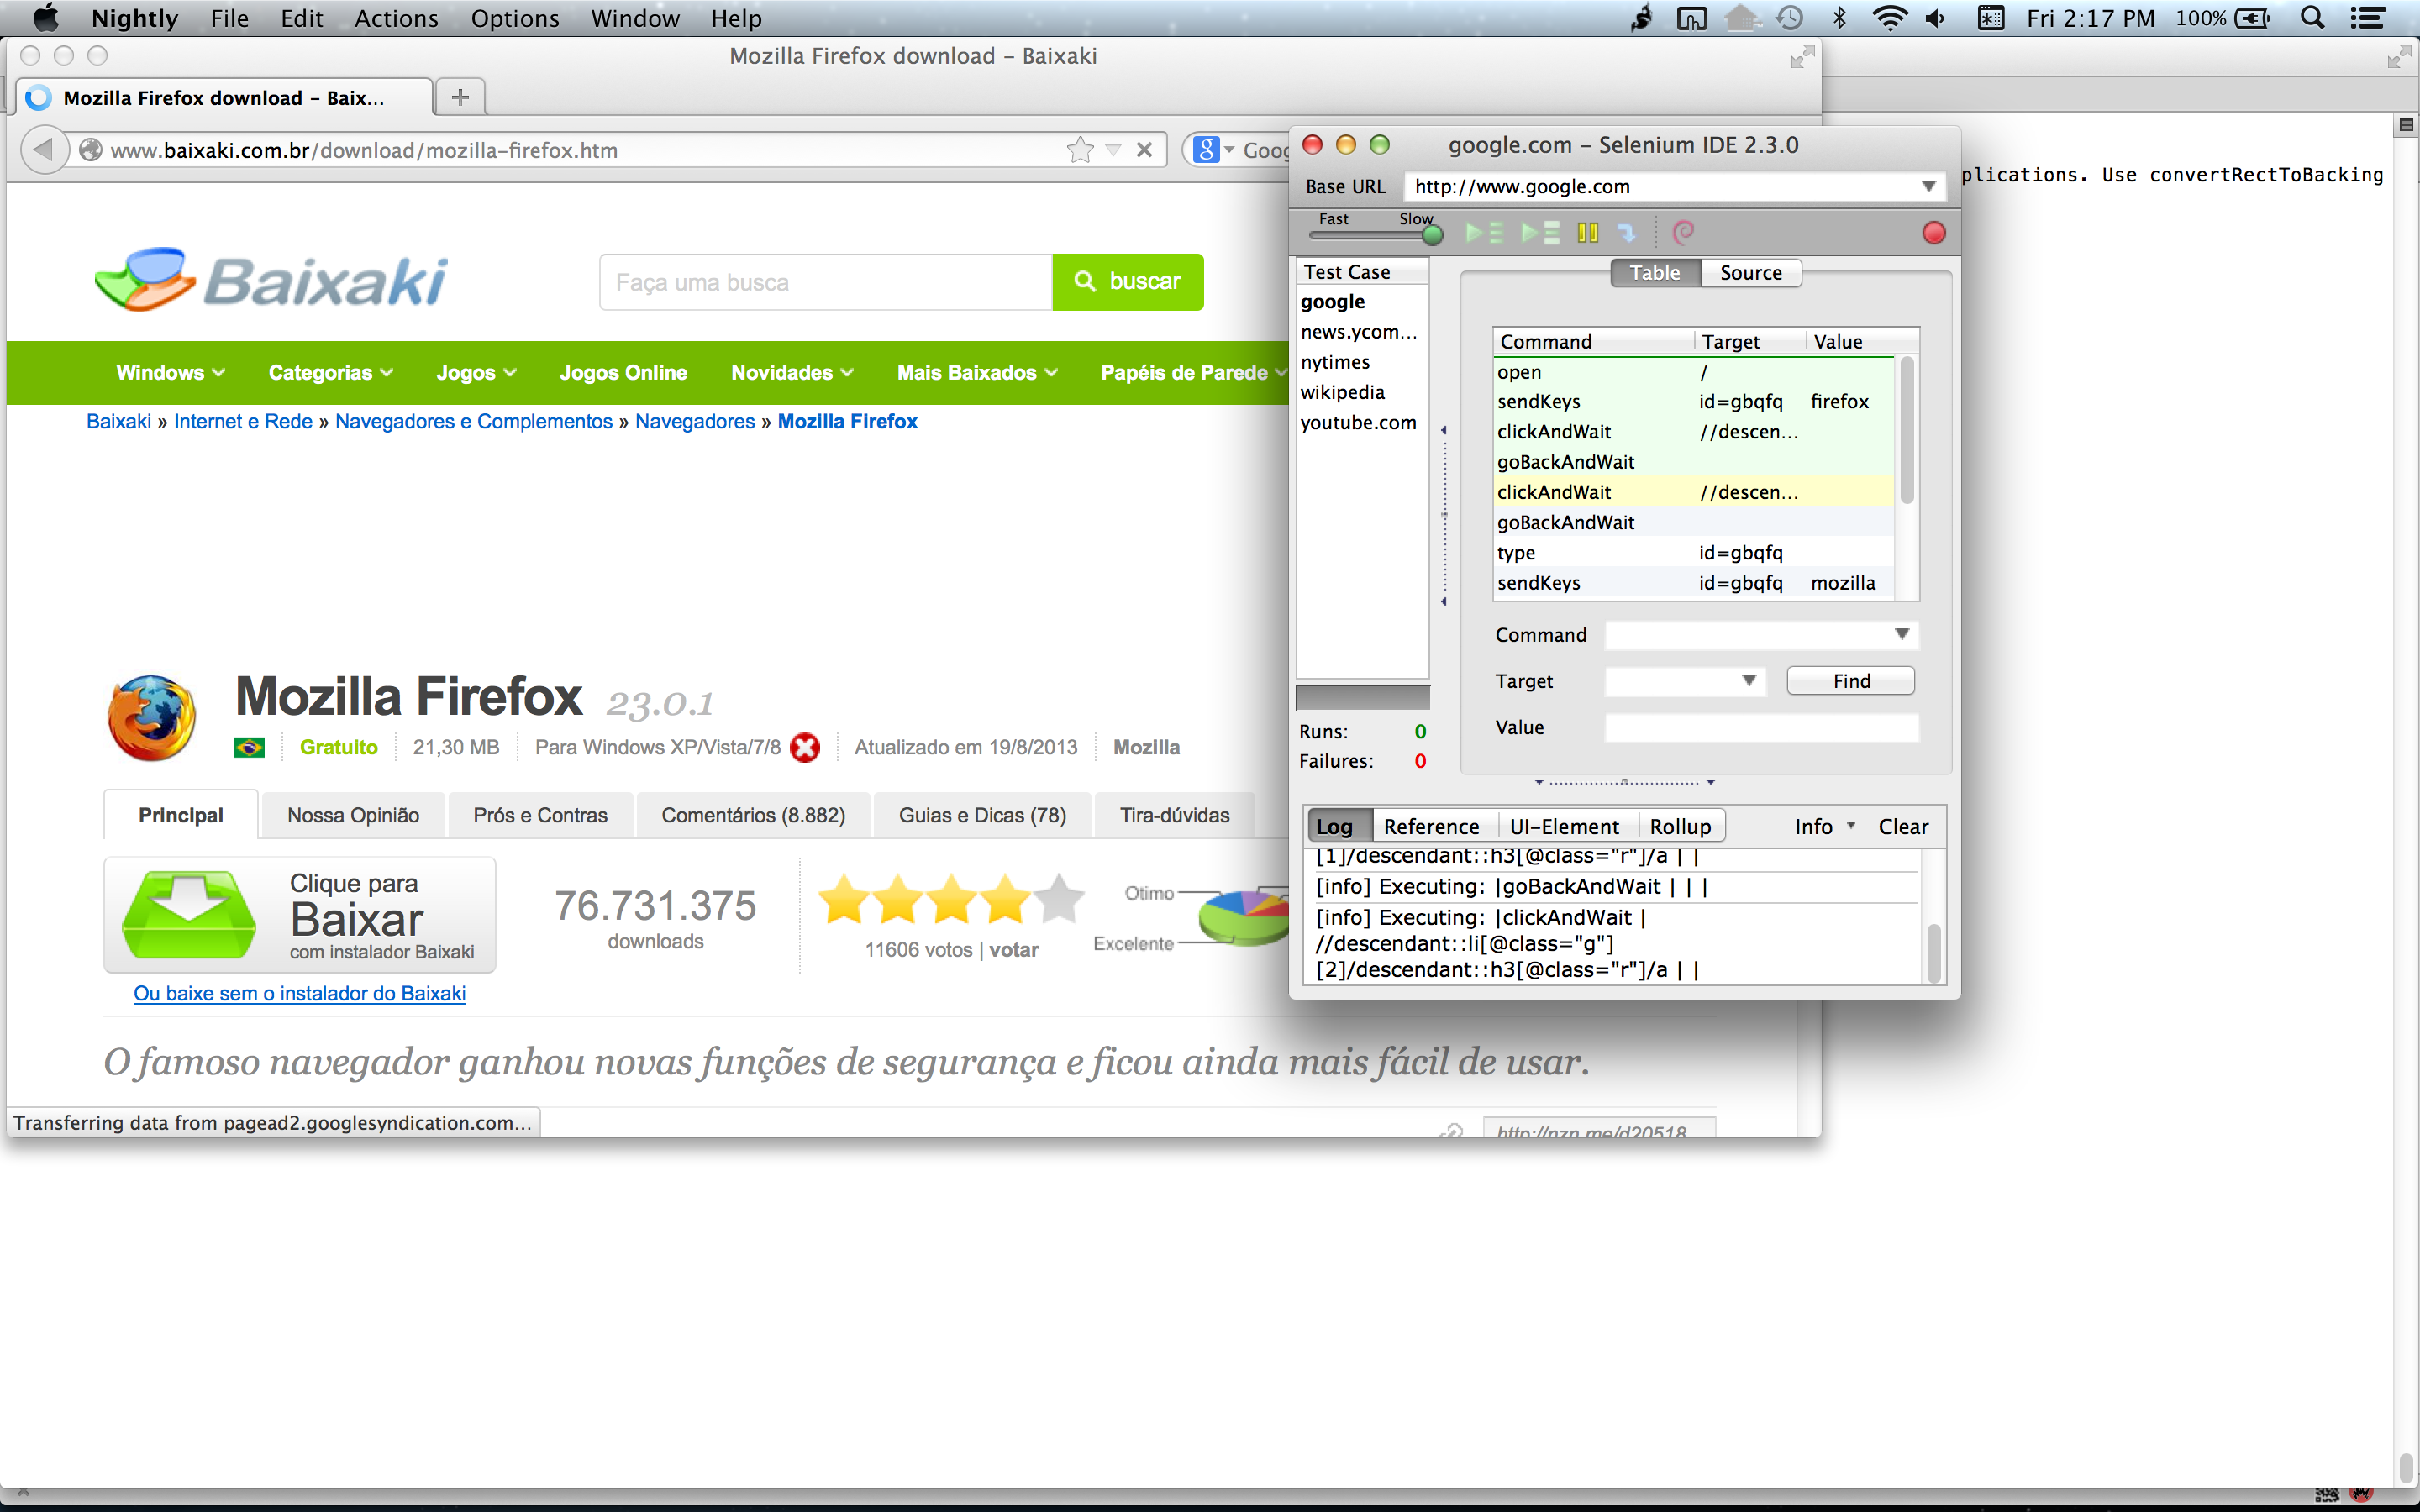 Nightly File Edit Actions Options Window Help
Fri 2:17 PM 100%
Mozilla Firefox download – Baixaki
Mozilla Firefox download – Baix...
www.baixaki.com.br/download/mozilla-firefox.htm
plications. Use convertRectToBacking
Baixaki
Faça uma busca
buscar
Windows Categorias Jogos Jogos Online Novidades Mais Baixados Papéis de Parede
Baixaki » Internet e Rede » Navegadores e Complementos » Navegadores » Mozilla Firefox
Mozilla Firefox 23.0.1
Gratuito 21,30 MB Para Windows XP/Vista/7/8 Atualizado em 19/8/2013 Mozilla
Principal Nossa Opinião Prós e Contras Comentários (8.882) Guias e Dicas (78) Tira-dúvidas
Clique para
Baixar
com instalador Baixaki
Ou baixe sem o instalador do Baixaki
76.731.375
downloads
11606 votos | votar
Otimo
Excelente
O famoso navegador ganhou novas funções de segurança e ficou ainda mais fácil de usar.
Transferring data from pagead2.googlesyndication.com...
http://nzn.me/d20518
google.com – Selenium IDE 2.3.0
Base URL http://www.google.com
Fast Slow
Test Case
google
news.ycom...
nytimes
wikipedia
youtube.com
Runs: 0
Failures: 0
Table Source
Command Target Value
open /
sendKeys id=gbqfq firefox
clickAndWait //descen...
goBackAndWait
clickAndWait //descen...
goBackAndWait
type id=gbqfq
sendKeys id=gbqfq mozilla
Command
Target Find
Value
Log Reference UI-Element Rollup Info Clear
[1]/descendant::h3[@class="r"]/a | |
[info] Executing: |goBackAndWait | | |
[info] Executing: |clickAndWait |
//descendant::li[@class="g"]
[2]/descendant::h3[@class="r"]/a | |